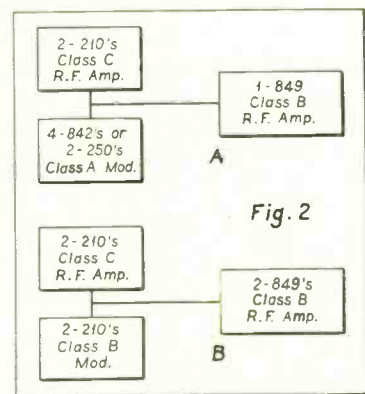 2-210's
Class C
R.F. Amp.
1-849
Class B
R.F. Amp.
4-842's or
2-250's
Class A Mod.
A
Fig. 2
2-210's
Class C
R.F. Amp.
2-849's
Class B
R.F. Amp.
2-210's
Class B
Mod.
B